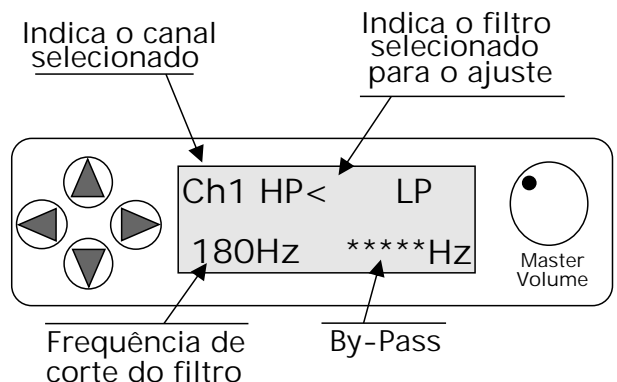 Indica o canal
selecionado
Indica o filtro
selecionado
para o ajuste
Ch1 HP< LP
180Hz *****Hz
Master
Volume
Frequência de
corte do filtro
By-Pass